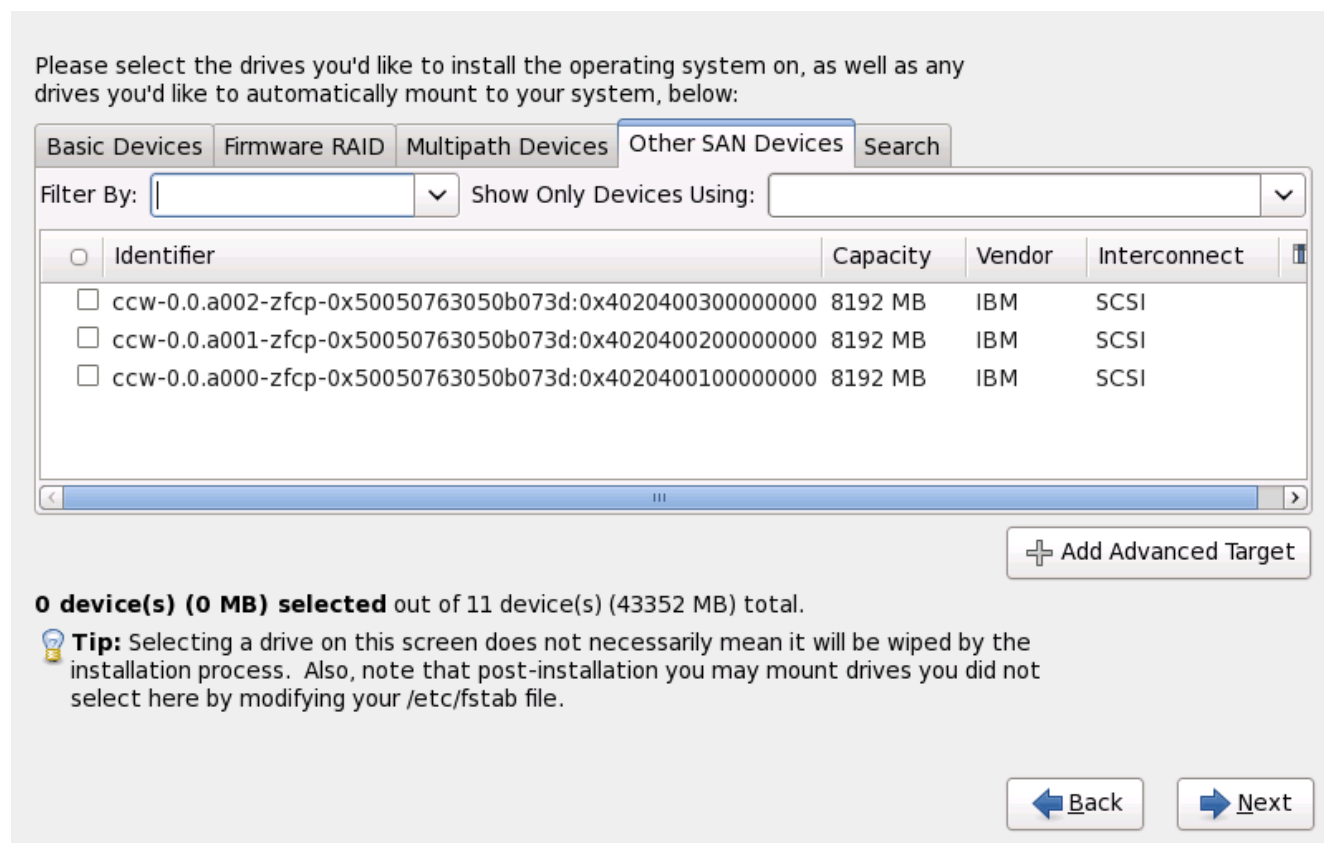 Please select the drives you'd like to install the operating system on, as well as any
drives you'd like to automatically mount to your system, below:
Basic Devices Firmware RAID Multipath Devices Other SAN Devices Search
Filter By: Show Only Devices Using:
Identifier Capacity Vendor Interconnect
ccw-0.0.a002-zfcp-0x50050763050b073d:0x4020400300000000 8192 MB IBM SCSI
ccw-0.0.a001-zfcp-0x50050763050b073d:0x4020400200000000 8192 MB IBM SCSI
ccw-0.0.a000-zfcp-0x50050763050b073d:0x4020400100000000 8192 MB IBM SCSI
Add Advanced Target
0 device(s) (0 MB) selected out of 11 device(s) (43352 MB) total.
Tip: Selecting a drive on this screen does not necessarily mean it will be wiped by the
installation process.  Also, note that post-installation you may mount drives you did not
select here by modifying your /etc/fstab file.
Back Next